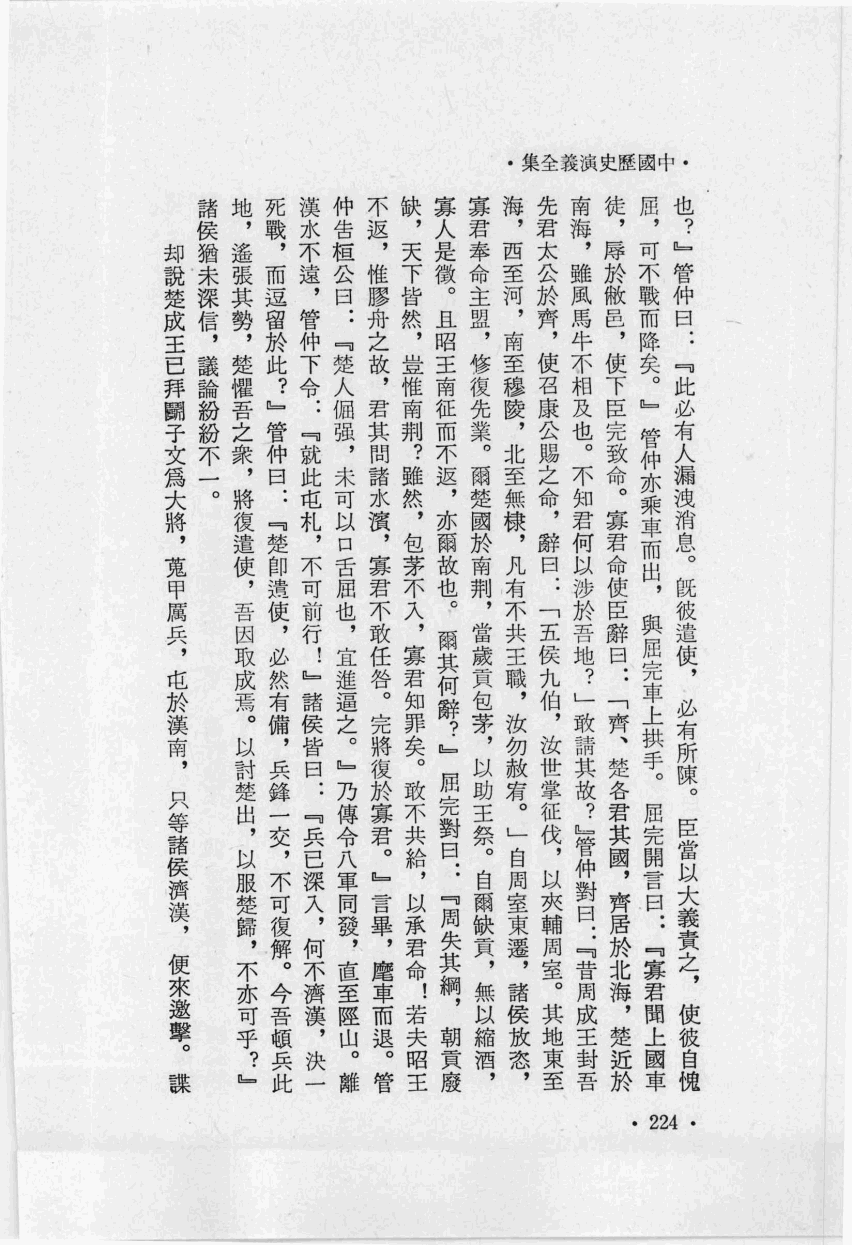 ·中國歷史演義全集·
也？』管仲曰：『此必有人漏洩消息。旣彼遣使，必有所陳。臣當以大義責之，使彼自愧
屈，可不戰而降矣。』管仲亦乘車而出，與屈完車上拱手。屈完開言曰：『寡君聞上國車
徒，辱於敝邑，使下臣完致命。寡君命使臣辭曰：「齊、楚各君其國，齊居於北海，楚近於
南海，雖風馬牛不相及也。不知君何以涉於吾地？」敢請其故？』管仲對曰：『昔周成王封吾
先君太公於齊，使召康公賜之命，辭曰：「五侯九伯，汝世掌征伐，以夾輔周室。其地東至
海，西至河，南至穆陵，北至無棣，凡有不共王職，汝勿赦宥。」自周室東遷，諸侯放恣，
寡君奉命主盟，修復先業。爾楚國於南荆，當歲貢包茅，以助王祭。自爾缺貢，無以縮酒，
寡人是徵。且昭王南征而不返，亦爾故也。爾其何辭？』屈完對曰：『周失其綱，朝貢廢
缺，天下皆然，豈惟南荆？雖然，包茅不入，寡君知罪矣。敢不共給，以承君命！若夫昭王
不返，惟膠舟之故，君其問諸水濱，寡君不敢任咎。完將復於寡君。』言畢，麾車而退。管
仲告桓公曰：『楚人倔强，未可以口舌屈也，宜進逼之。』乃傳令八軍同發，直至陘山。離
漢水不遠，管仲下令：『就此屯札，不可前行！』諸侯皆曰：『兵已深入，何不濟漢，決一
死戰，而逗留於此？』管仲曰：『楚卽遣使，必然有備，兵鋒一交，不可復解。今吾頓兵此
地，遙張其勢，楚懼吾之衆，將復遣使，吾因取成焉。以討楚出，以服楚歸，不亦可乎？』
諸侯猶未深信，議論紛紛不一。
却說楚成王已拜鬬子文爲大將，蒐甲厲兵，屯於漢南，只等諸侯濟漢，便來邀擊。諜
·224·